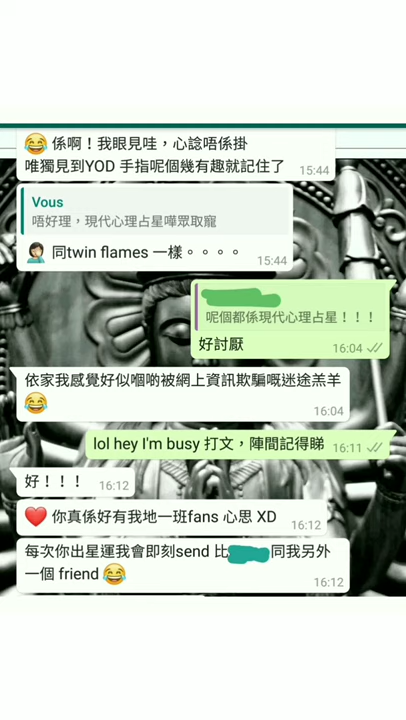 😂 係啊！我眼見哇，心諗唔係掛
唯獨見到YOD 手指呢個幾有趣就記住了
15:44
Vous
唔好理，現代心理占星嘩眾取寵
🤦🏻‍♀️ 同twin flames 一樣。。。。
15:44
呢個都係現代心理占星！！！
好討厭
16:04
依家我感覺好似嗰啲被網上資訊欺騙嘅迷途羔羊
😂
16:04
lol hey I'm busy 打文，陣間記得睇
16:11
好！！！
16:12
❤️ 你真係好有我地一班fans 心思 XD
16:12
每次你出星運我會即刻send 比 同我另外
一個 friend 😂
16:12